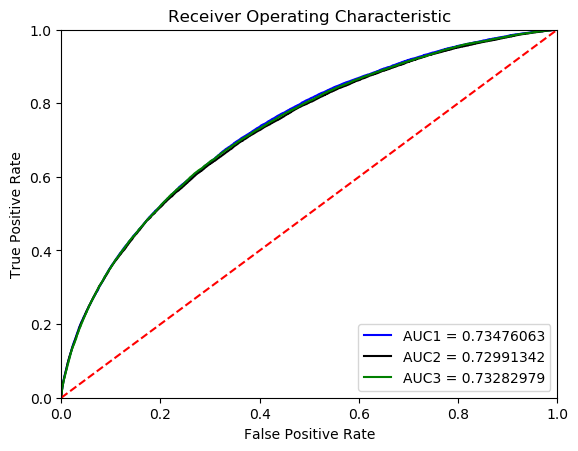 Receiver Operating Characteristic
1.0
0.8
0.6
0.4
0.2
0.0
True Positive Rate
AUC1 = 0.73476063
AUC2 = 0.72991342
AUC3 = 0.73282979
0.0 0.2 0.4 0.6 0.8 1.0
False Positive Rate